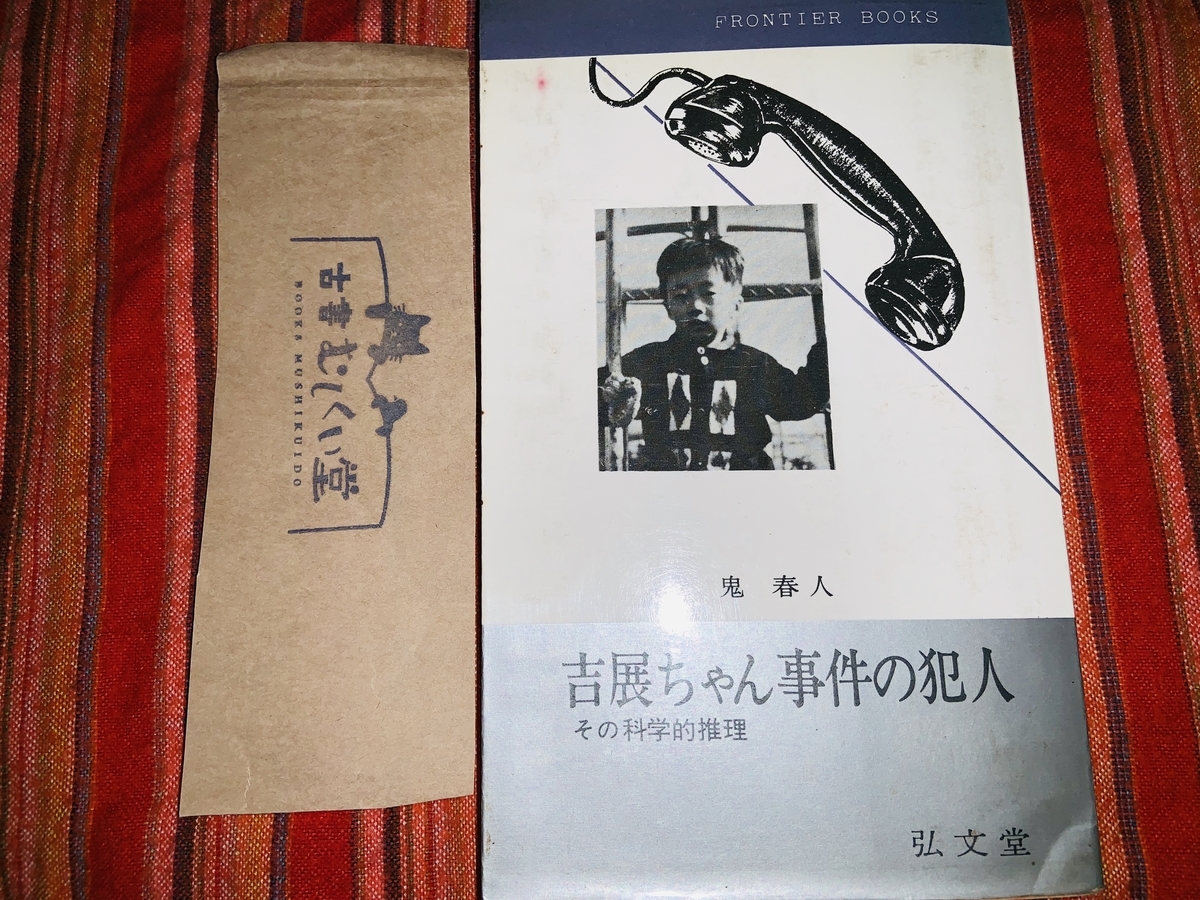 古書むしくい堂
BOOKS MUSHIKUIDO
FRONTIER BOOKS
鬼 春人
吉展ちゃん事件の犯人
その科学的推理
弘文堂